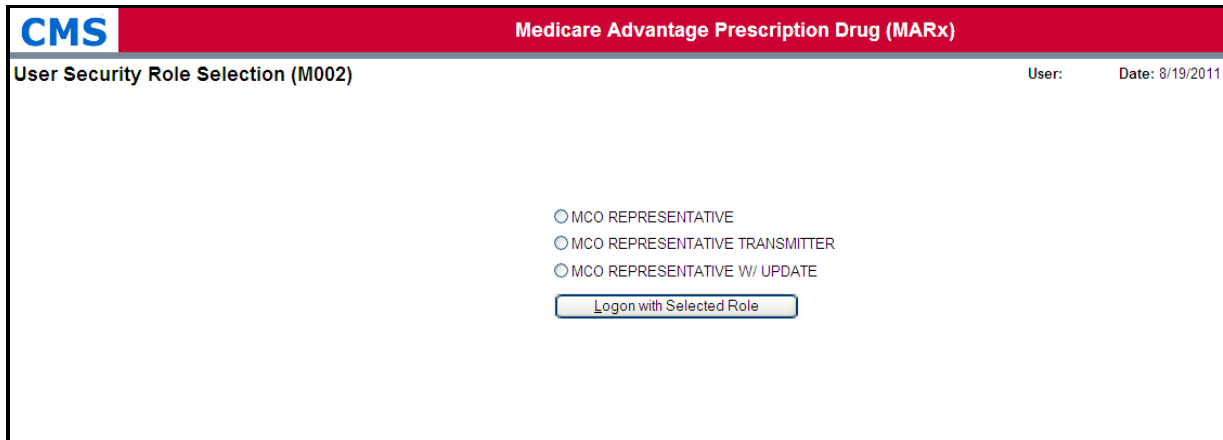 CMS
Medicare Advantage Prescription Drug (MARx)
User Security Role Selection (M002)
User: Date: 8/19/2011
MCO REPRESENTATIVE
MCO REPRESENTATIVE TRANSMITTER
MCO REPRESENTATIVE W/ UPDATE
Logon with Selected Role